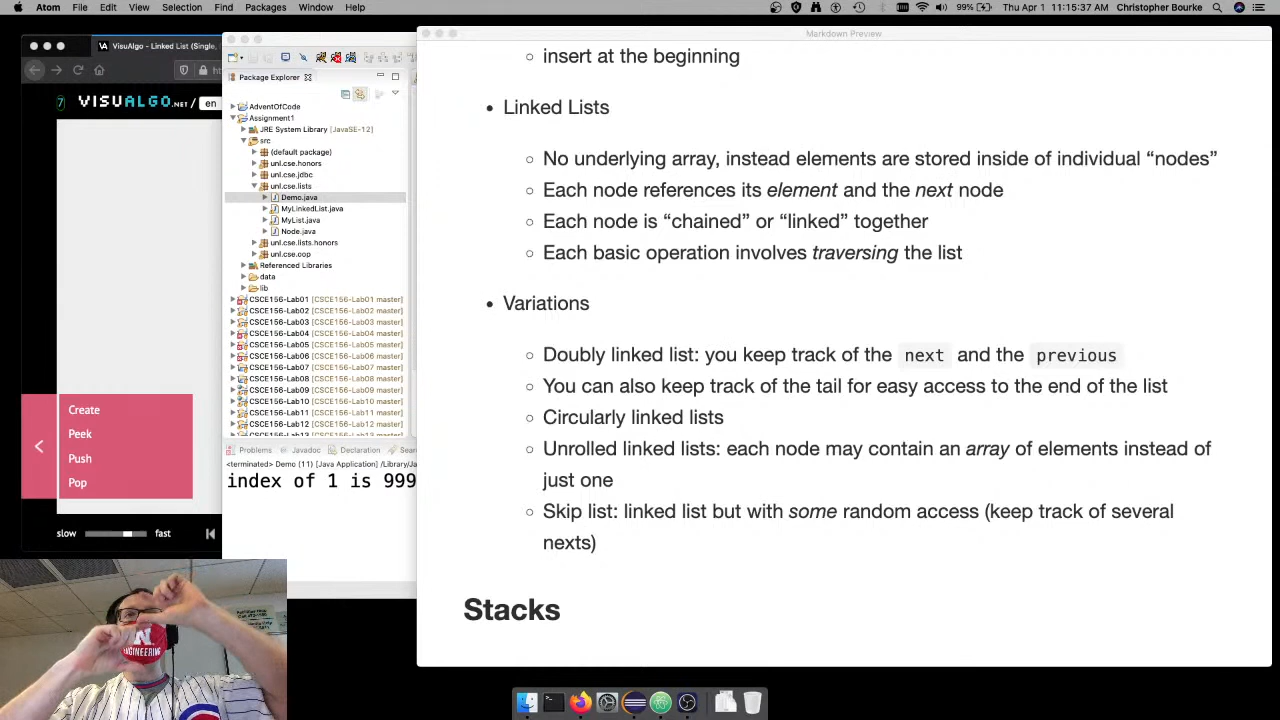 Atom File Edit View Selection Find Packages Window Help 99% Thu Apr 1 11:15:37 Christopher Bourke
VisuAlgo - Linked List (Single,
7 VISUALGO.NET / en
Create
Peek
Push
Pop
slow fast
Package Explorer
AdventOfCode
Assignment1
JRE System Library [JavaSE-12]
src
(default package)
unl.cse.honors
unl.cse.jdbc
unl.cse.lists
Demo.java
MyLinkedList.java
MyList.java
Node.java
unl.cse.lists.honors
unl.cse.oop
Referenced Libraries
data
lib
CSCE156-Lab01 [CSCE156-Lab01 master]
CSCE156-Lab02 [CSCE156-Lab02 master]
CSCE156-Lab03 [CSCE156-Lab03 master]
CSCE156-Lab04 [CSCE156-Lab04 master]
CSCE156-Lab05 [CSCE156-Lab05 master]
CSCE156-Lab06 [CSCE156-Lab06 master]
CSCE156-Lab07 [CSCE156-Lab07 master]
CSCE156-Lab08 [CSCE156-Lab08 master]
CSCE156-Lab09 [CSCE156-Lab09 master]
CSCE156-Lab10 [CSCE156-Lab10 master]
CSCE156-Lab11 [CSCE156-Lab11 master]
CSCE156-Lab12 [CSCE156-Lab12 master]
CSCE156-Lab13 [CSCE156-Lab13 master]
Problems Javadoc Declaration Sear
<terminated> Demo (11) [Java Application] /Library/Ja
index of 1 is 999
Markdown Preview
insert at the beginning
Linked Lists
No underlying array, instead elements are stored inside of individual “nodes”
Each node references its element and the next node
Each node is “chained” or “linked” together
Each basic operation involves traversing the list
Variations
Doubly linked list: you keep track of the next and the previous
You can also keep track of the tail for easy access to the end of the list
Circularly linked lists
Unrolled linked lists: each node may contain an array of elements instead of
just one
Skip list: linked list but with some random access (keep track of several
nexts)
Stacks
N
ENGINEERING